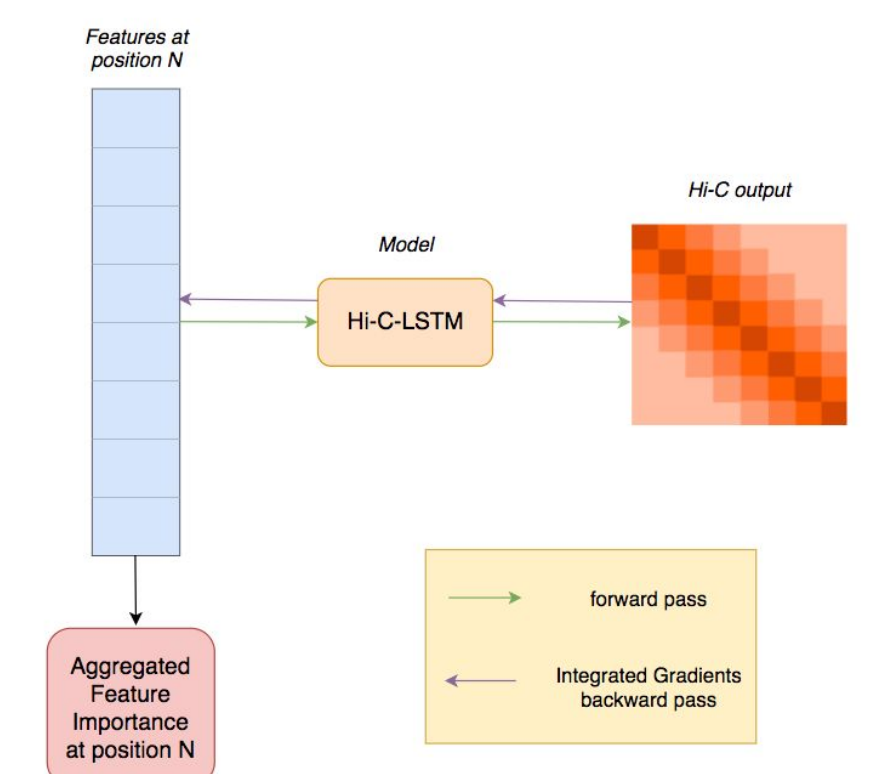 Features at
position N
Hi-C output
Model
Hi-C-LSTM
forward pass
Integrated Gradients
backward pass
Aggregated
Feature
Importance
at position N